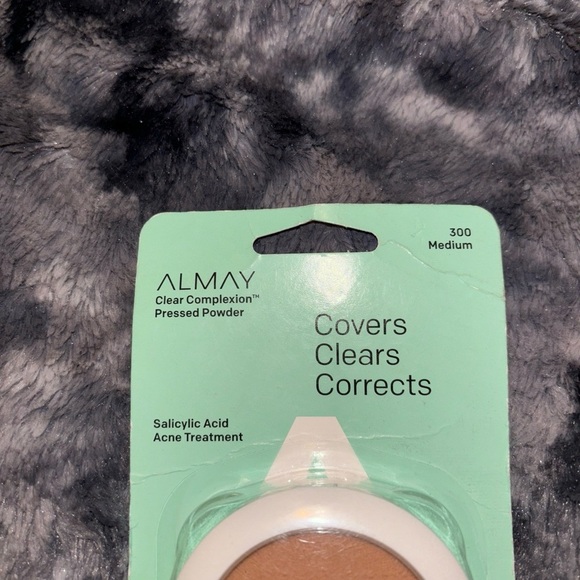 300
Medium
ALMAY
Clear Complexion™
Pressed Powder
Covers
Clears
Corrects
Salicylic Acid
Acne Treatment